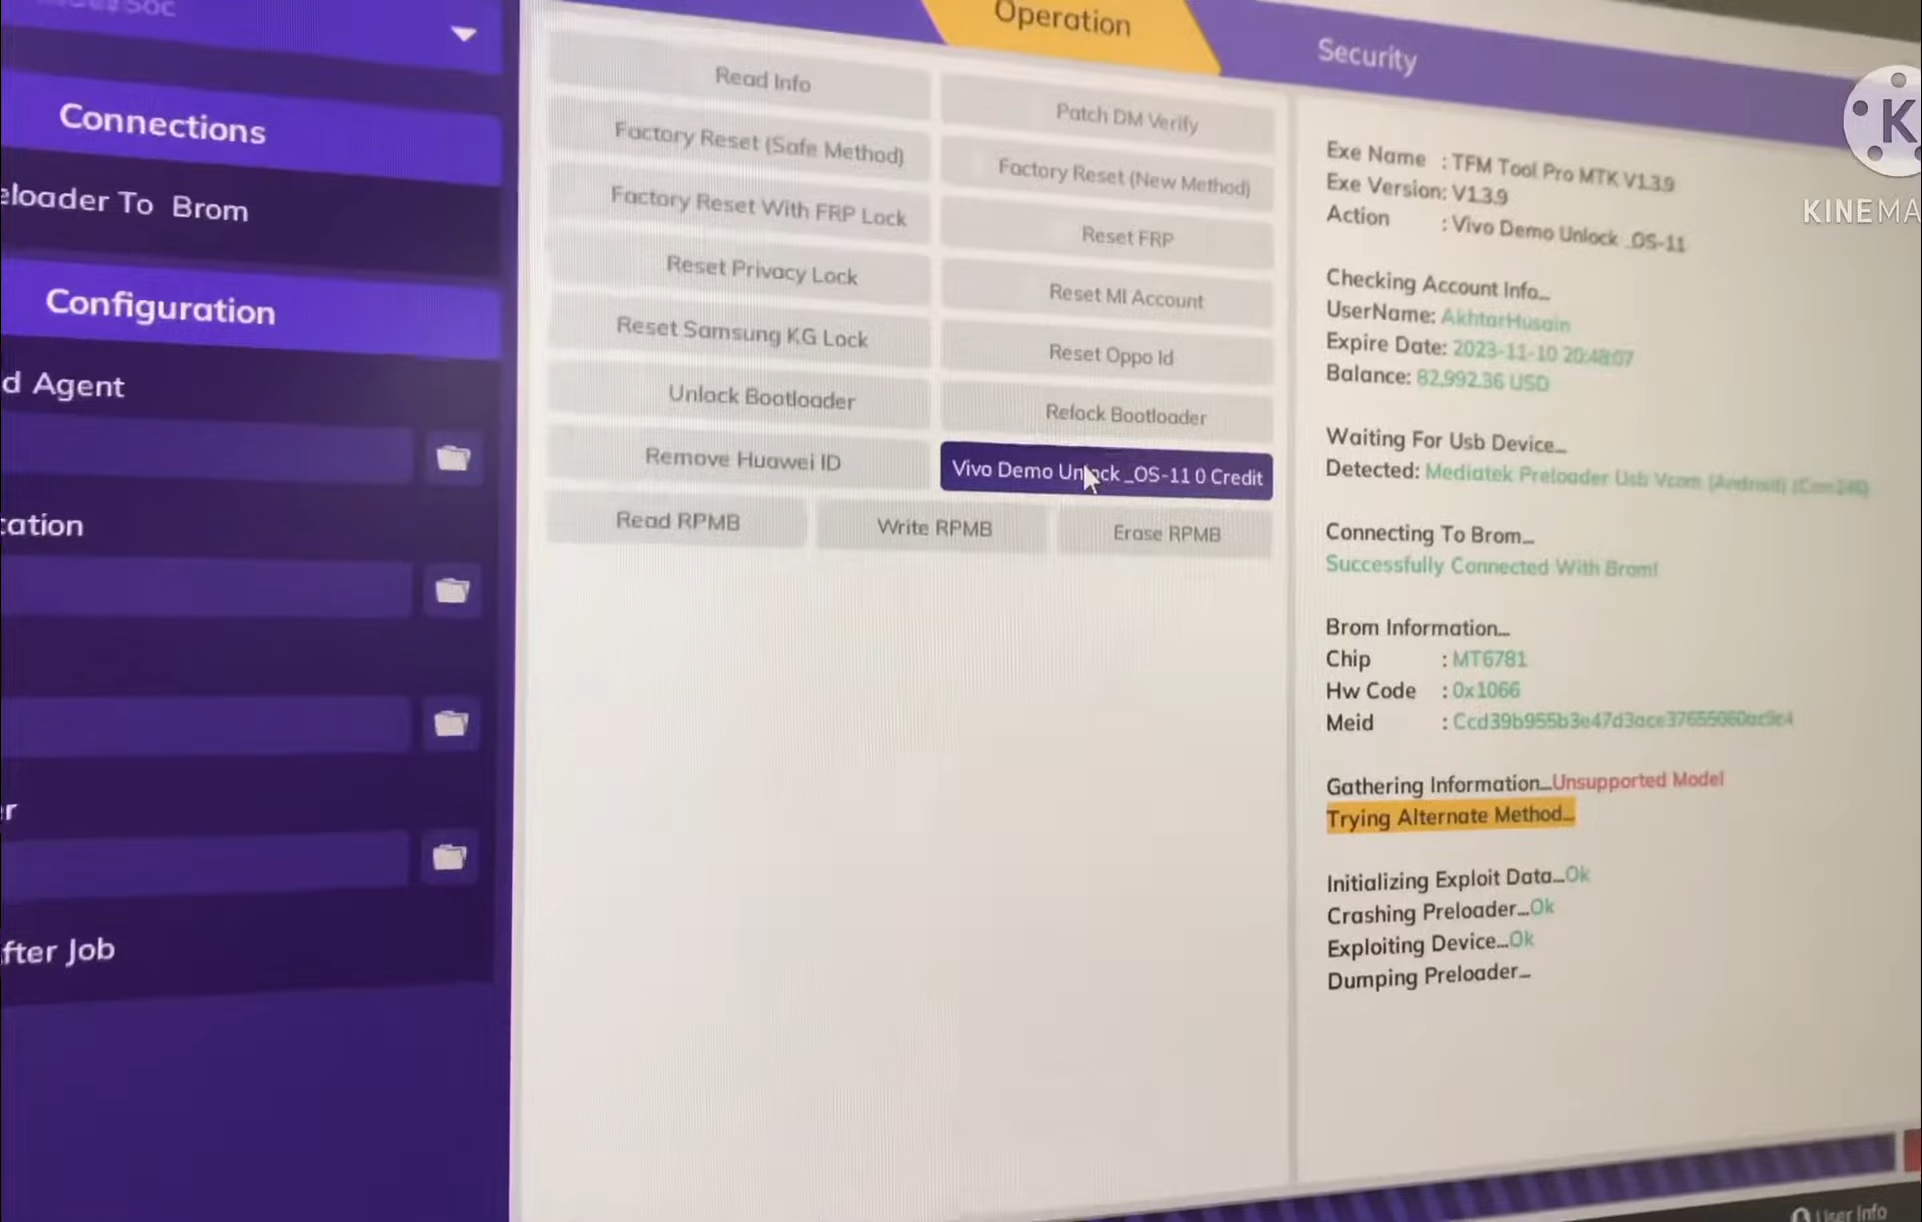 Soc
Connections
eloader To Brom
Configuration
d Agent
cation
r
fter Job
Operation
Security
Read Info
Patch DM Verify
Factory Reset (Safe Method)
Factory Reset (New Method)
Factory Reset With FRP Lock
Reset FRP
Reset Privacy Lock
Reset MI Account
Reset Samsung KG Lock
Reset Oppo Id
Unlock Bootloader
Relock Bootloader
Remove Huawei ID
Vivo Demo Unlock _OS-11 0 Credit
Read RPMB
Write RPMB
Erase RPMB
Exe Name : TFM Tool Pro MTK V1.3.9
Exe Version: V1.3.9
Action : Vivo Demo Unlock _OS-11
Checking Account Info...
UserName: AkhtarHusain
Expire Date: 2023-11-10 20:48:07
Balance: 82,992.36 USD
Waiting For Usb Device...
Detected: Mediatek Preloader Usb Vcom (Android)
Connecting To Brom...
Successfully Connected With Brom!
Brom Information...
Chip : MT6781
Hw Code : 0x1066
Meid :
Gathering Information...Unsupported Model
Trying Alternate Method...
Initializing Exploit Data...Ok
Crashing Preloader...Ok
Exploiting Device...Ok
Dumping Preloader...
User Info
K
KINEMA